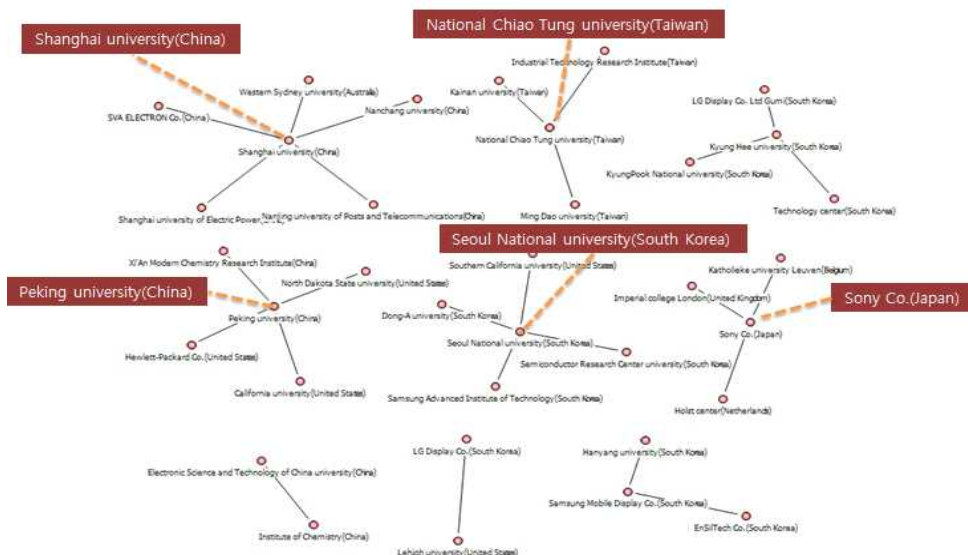 National Chiao Tung university(Taiwan)
Shanghai university(China)
Industrial Technology Research Institute(Taiwan)
Western Sydney university(Australia)
Kainan university(Taiwan)
LG Display Co. Ltd Gumi(South Korea)
Nanchang university(China)
SVA ELECTRON Co.(China)
National Chiao Tung university(Taiwan)
Kyung Hee university(South Korea)
Shanghai university(China)
KyungPook National university(South Korea)
Technology center(South Korea)
Shanghai university of Electric Power
Nanjing university of Posts and Telecommunications(China)
Ming Dao university(Taiwan)
Seoul National university(South Korea)
Xi'An Modern Chemistry Research Institute(China)
Southern California university(United States)
Katholieke university Leuven(Belgium)
North Dakota State university(United States)
Peking university(China)
Imperial college London(United Kingdom)
Sony Co.(Japan)
Peking university(China)
Dong-A university(South Korea)
Sony Co.(Japan)
Seoul National university(South Korea)
Hewlett-Packard Co.(United States)
Semiconductor Research Center university(South Korea)
California university(United States)
Samsung Advanced Institute of Technology(South Korea)
Holst center(Netherlands)
LG Display Co.(South Korea)
Hanyang university(South Korea)
Electronic Science and Technology of China university(China)
Samsung Mobile Display Co.(South Korea)
EnSilTech Co.(South Korea)
Institute of Chemistry(China)
Lehigh university(United States)